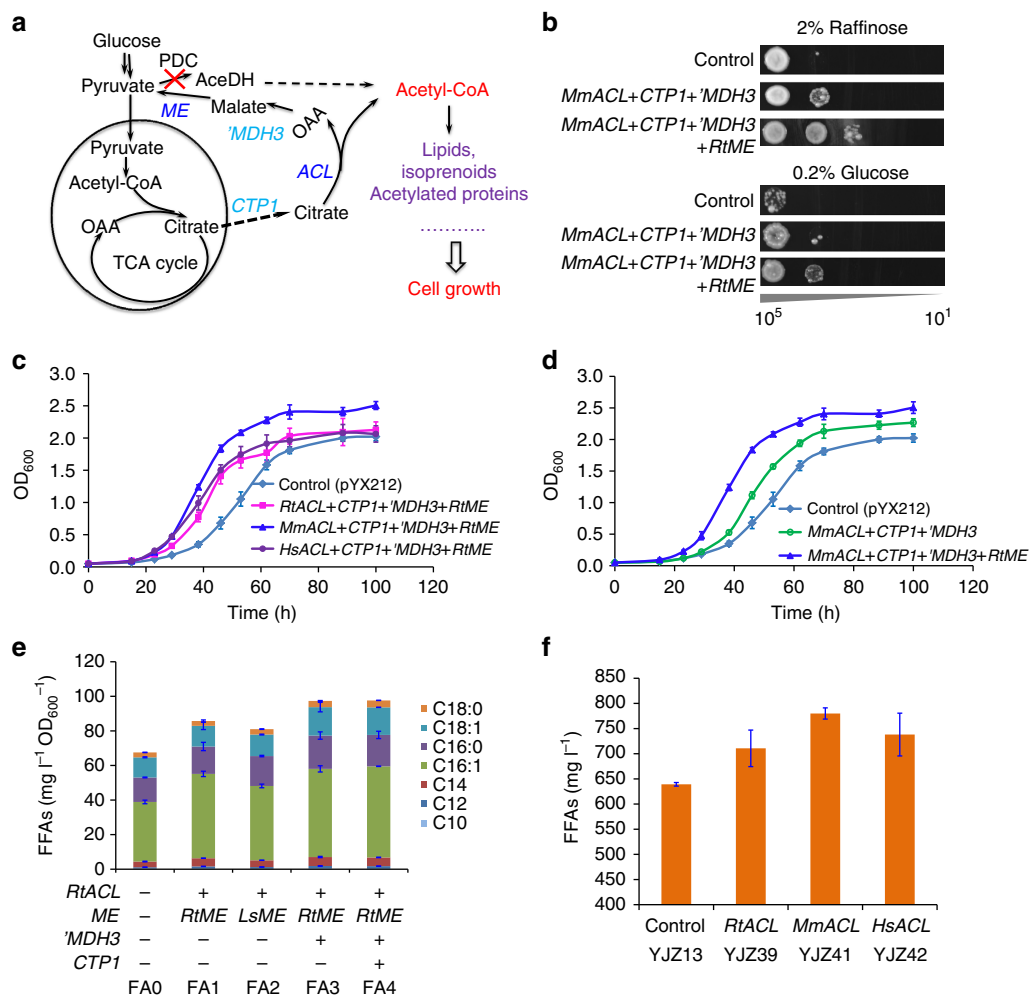 a
Glucose
PDC
Pyruvate
AceDH
Acetyl-CoA
ME
Malate
'MDH3
OAA
Pyruvate
Lipids,
isoprenoids
Acetylated proteins
ACL
Acetyl-CoA
CTP1
OAA
Citrate
Citrate
...........
TCA cycle
Cell growth
b
2% Raffinose
Control
MmACL+CTP1+'MDH3
MmACL+CTP1+'MDH3
+RtME
0.2% Glucose
Control
MmACL+CTP1+'MDH3
MmACL+CTP1+'MDH3
+RtME
10⁵ 10¹
c
3.0
2.5
2.0
1.5
1.0
0.5
0.0
OD₆₀₀
Control (pYX212)
RtACL+CTP1+'MDH3+RtME
MmACL+CTP1+'MDH3+RtME
HsACL+CTP1+'MDH3+RtME
0 20 40 60 80 100 120
Time (h)
d
3.0
2.5
2.0
1.5
1.0
0.5
0.0
OD₆₀₀
Control (pYX212)
MmACL+CTP1+'MDH3
MmACL+CTP1+'MDH3+RtME
0 20 40 60 80 100 120
Time (h)
e
120
100
80
60
40
20
0
FFAs (mg l⁻¹ OD₆₀₀⁻¹)
C18:0
C18:1
C16:0
C16:1
C14
C12
C10
RtACL – + + + +
ME – RtME LsME RtME RtME
'MDH3 – – – + +
CTP1 – – – – +
FA0 FA1 FA2 FA3 FA4
f
850
800
750
700
650
600
550
500
450
400
FFAs (mg l⁻¹)
Control RtACL MmACL HsACL
YJZ13 YJZ39 YJZ41 YJZ42